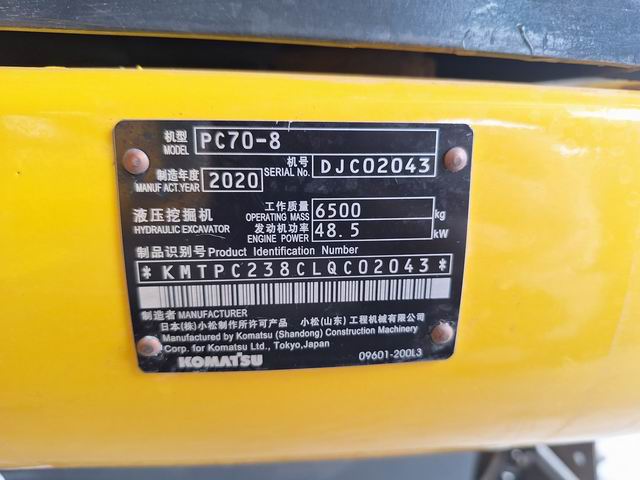 机型 MODEL PC70-8
机号 SERIAL No. DJC02043
制造年度 MANUFACT.YEAR 2020
液压挖掘机 HYDRAULIC EXCAVATOR
工作质量 OPERATING MASS 6500 kg
发动机功率 ENGINE POWER 48.5 kW
制品识别号 Product Identification Number
*KMTPC238CLQC02043*
制造者 MANUFACTURER
日本(株)小松制作所许可产品 小松(山东)工程机械有限公司
Manufactured by Komatsu (Shandong) Construction Machinery
Corp. for Komatsu Ltd., Tokyo,Japan
KOMATSU 09601-200L3